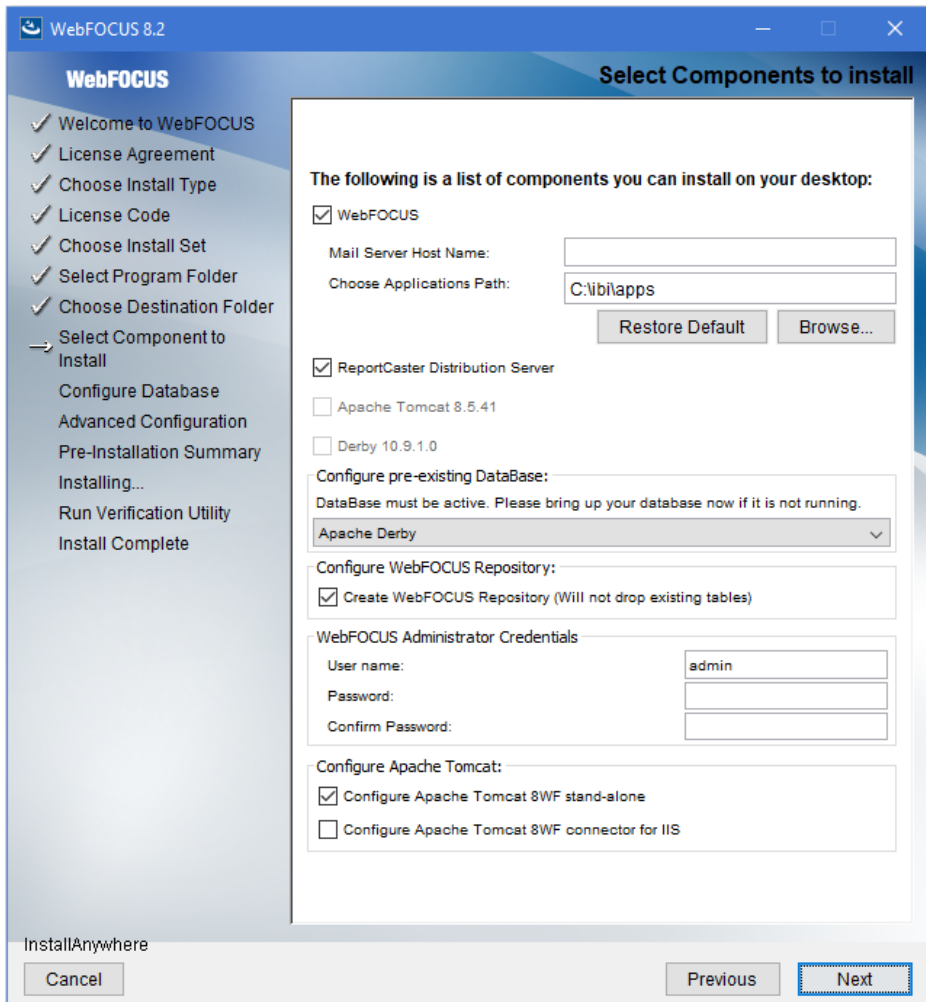 WebFOCUS 8.2
WebFOCUS
Select Components to install
Welcome to WebFOCUS
License Agreement
Choose Install Type
License Code
Choose Install Set
Select Program Folder
Choose Destination Folder
Select Component to
Install
Configure Database
Advanced Configuration
Pre-Installation Summary
Installing...
Run Verification Utility
Install Complete
The following is a list of components you can install on your desktop:
WebFOCUS
Mail Server Host Name:
Choose Applications Path: C:\ibi\apps
Restore Default Browse...
ReportCaster Distribution Server
Apache Tomcat 8.5.41
Derby 10.9.1.0
Configure pre-existing DataBase:
DataBase must be active. Please bring up your database now if it is not running.
Apache Derby
Configure WebFOCUS Repository:
Create WebFOCUS Repository (Will not drop existing tables)
WebFOCUS Administrator Credentials
User name: admin
Password:
Confirm Password:
Configure Apache Tomcat:
Configure Apache Tomcat 8WF stand-alone
Configure Apache Tomcat 8WF connector for IIS
InstallAnywhere
Cancel Previous Next